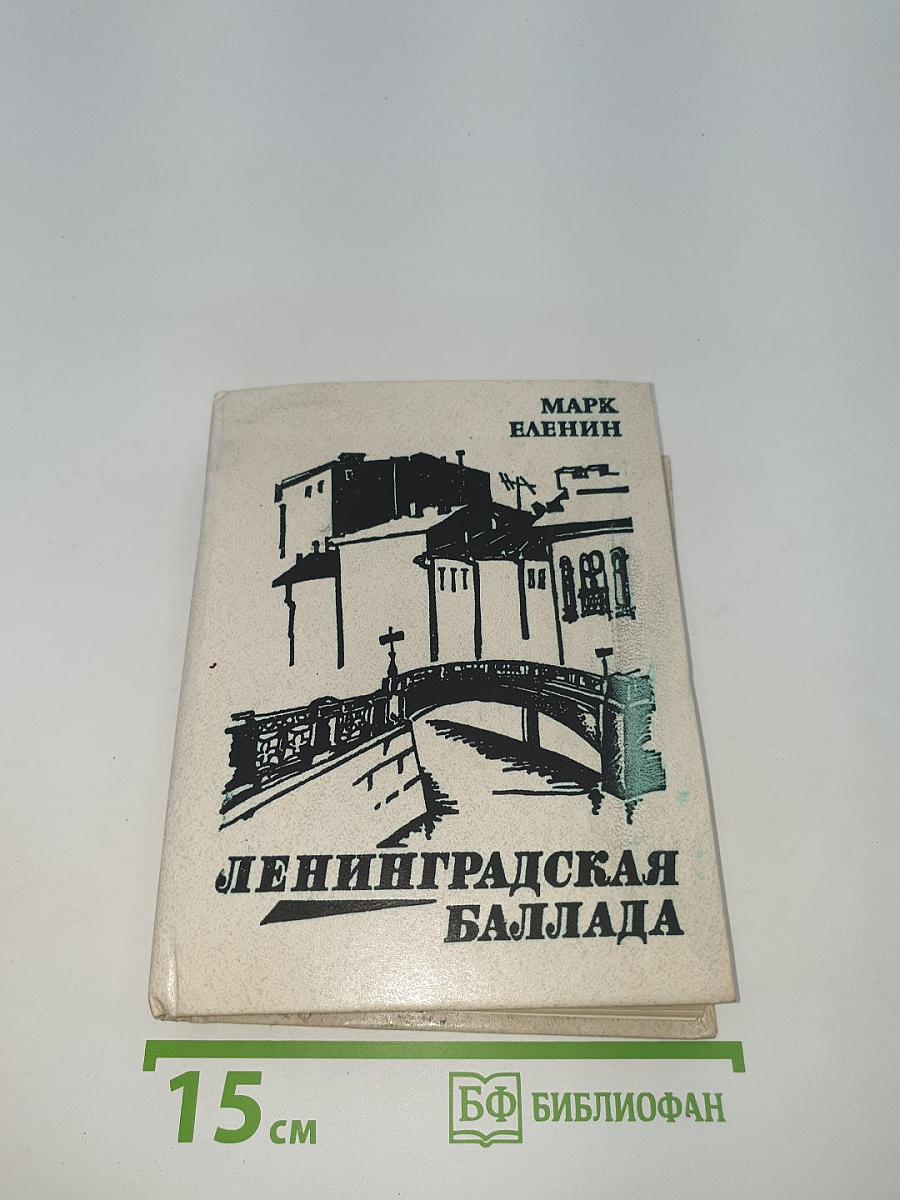 МАРК
ЕЛЕНИН
ЛЕНИНГРАДСКАЯ
БАЛЛАДА
15 см
БФ БИБЛИОФАН